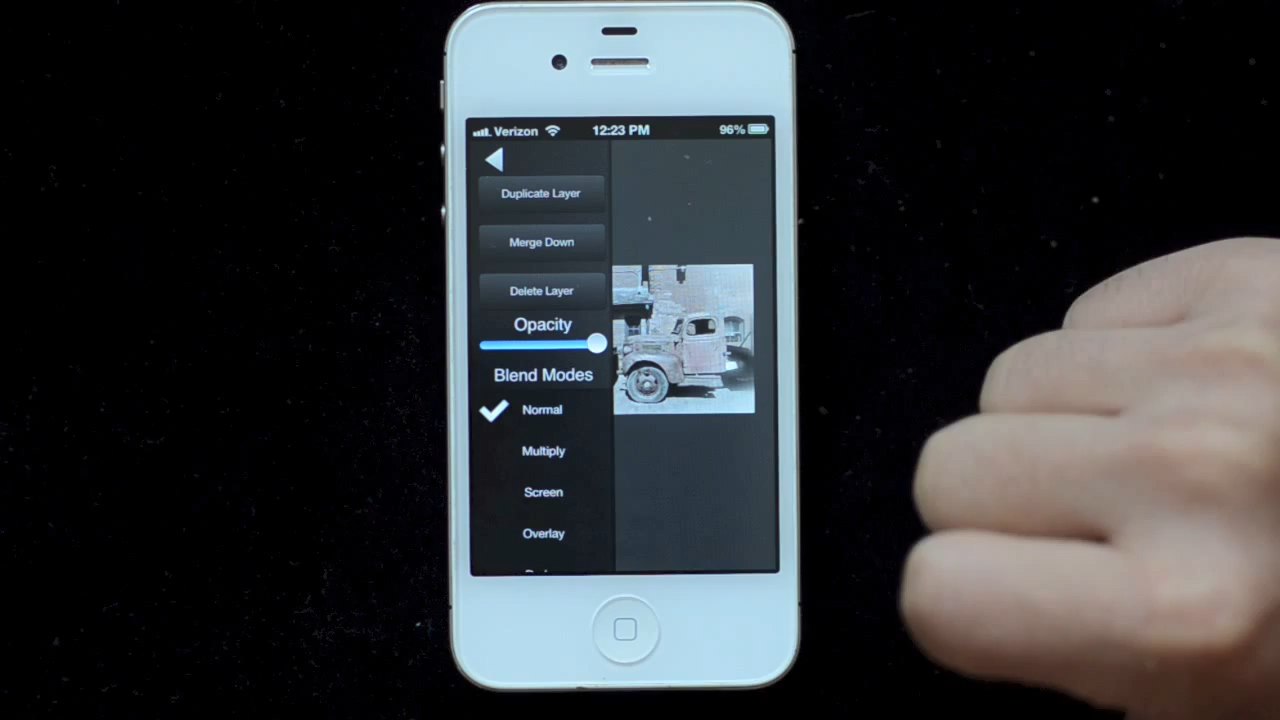 Verizon 12:23 PM 96%
Duplicate Layer
Merge Down
Delete Layer
Opacity
Blend Modes
Normal
Multiply
Screen
Overlay